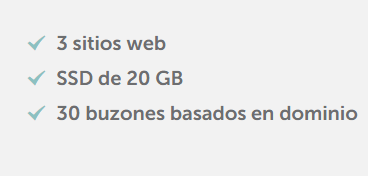 3 sitios web
SSD de 20 GB
30 buzones basados en dominio